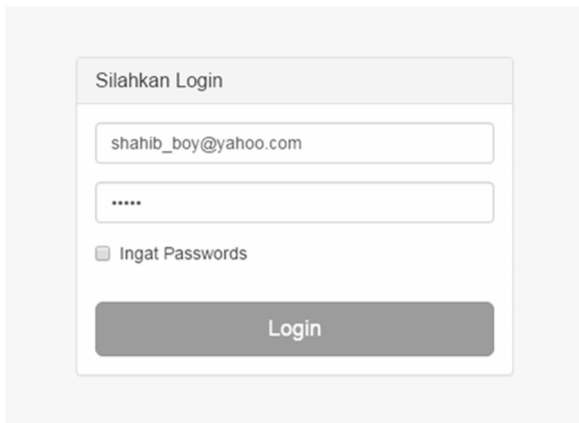 Silahkan Login
shahib_boy@yahoo.com
•••••
Ingat Passwords
Login